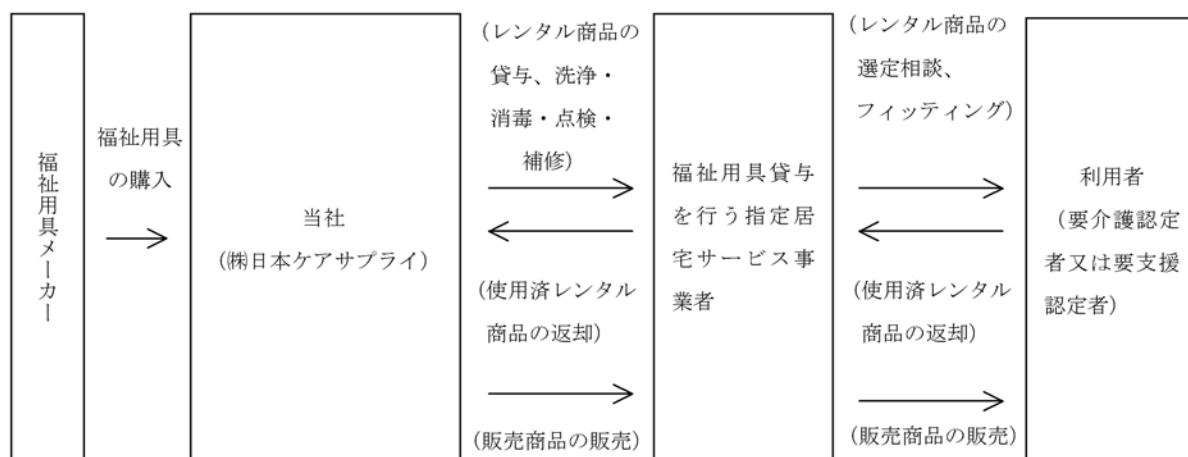 福祉用具メーカー
福祉用具
の購入
当社
(㈱日本ケアサプライ)
(レンタル商品の
貸与、洗浄・
消毒・点検・
補修)
(使用済レンタル
商品の返却)
(販売商品の販売)
福祉用具貸与
を行う指定居
宅サービス事
業者
(レンタル商品の
選定相談、
フィッティング)
(使用済レンタル
商品の返却)
(販売商品の販売)
利用者
(要介護認定
者又は要支援
認定者)